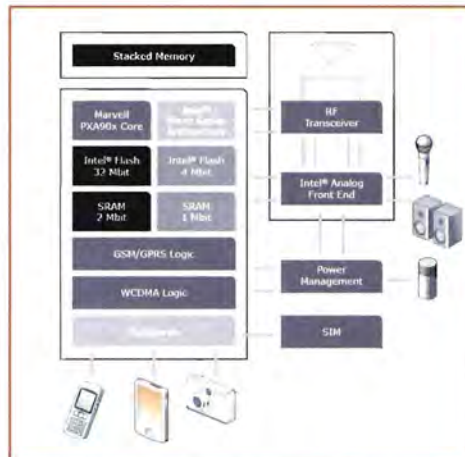 Stacked Memory
Marvell
PXA90x Core
Intel®
RF
Transceiver
Intel® Flash
32 Mbit
Intel® Flash
4 Mbit
Intel® Analog
Front End
SRAM
2 Mbit
SRAM
1 Mbit
GSM/GPRS Logic
Power
Management
WCDMA Logic
SIM